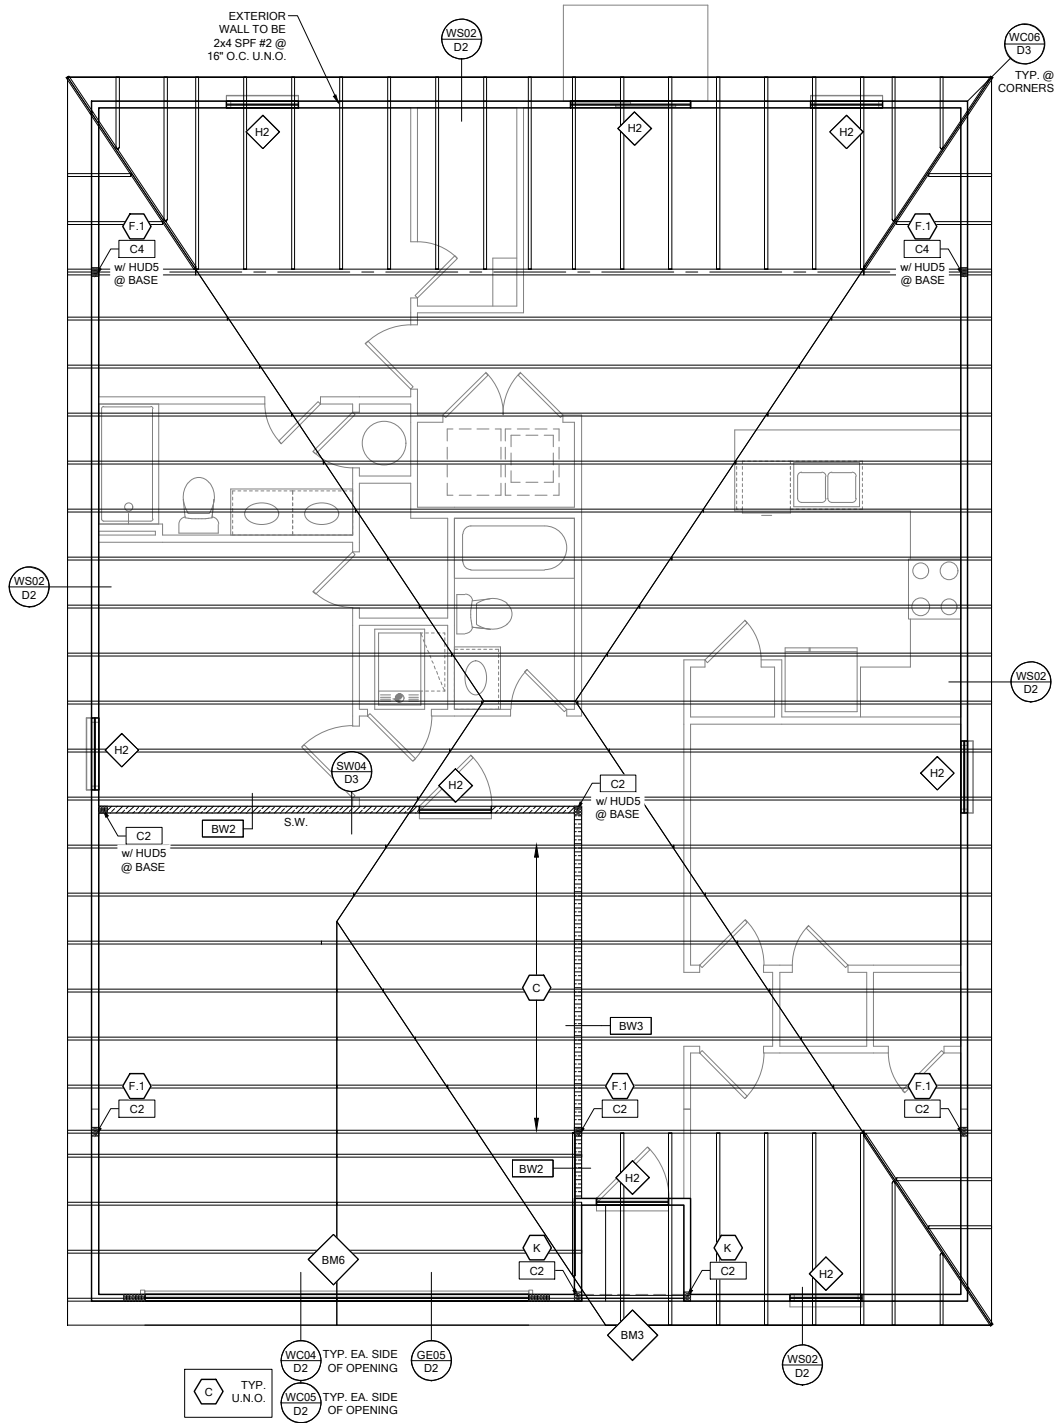 EXTERIOR
WALL TO BE
2x4 SPF #2 @
16" O.C. U.N.O.
WS02
D2
WC06
D3
TYP. @
CORNERS
H2
H2
H2
F.1
C4
w/ HUD5
@ BASE
F.1
C4
w/ HUD5
@ BASE
WS02
D2
WS02
D2
H2
SW04
D3
H2
H2
C2
w/ HUD5
@ BASE
S.W.
BW2
C2
w/ HUD5
@ BASE
C
BW3
F.1
C2
F.1
C2
F.1
C2
BW2
H2
K
C2
K
C2
BM6
H2
BM3
WC04
D2
TYP. EA. SIDE
OF OPENING
GE05
D2
WS02
D2
C
TYP.
U.N.O.
WC05
D2
TYP. EA. SIDE
OF OPENING